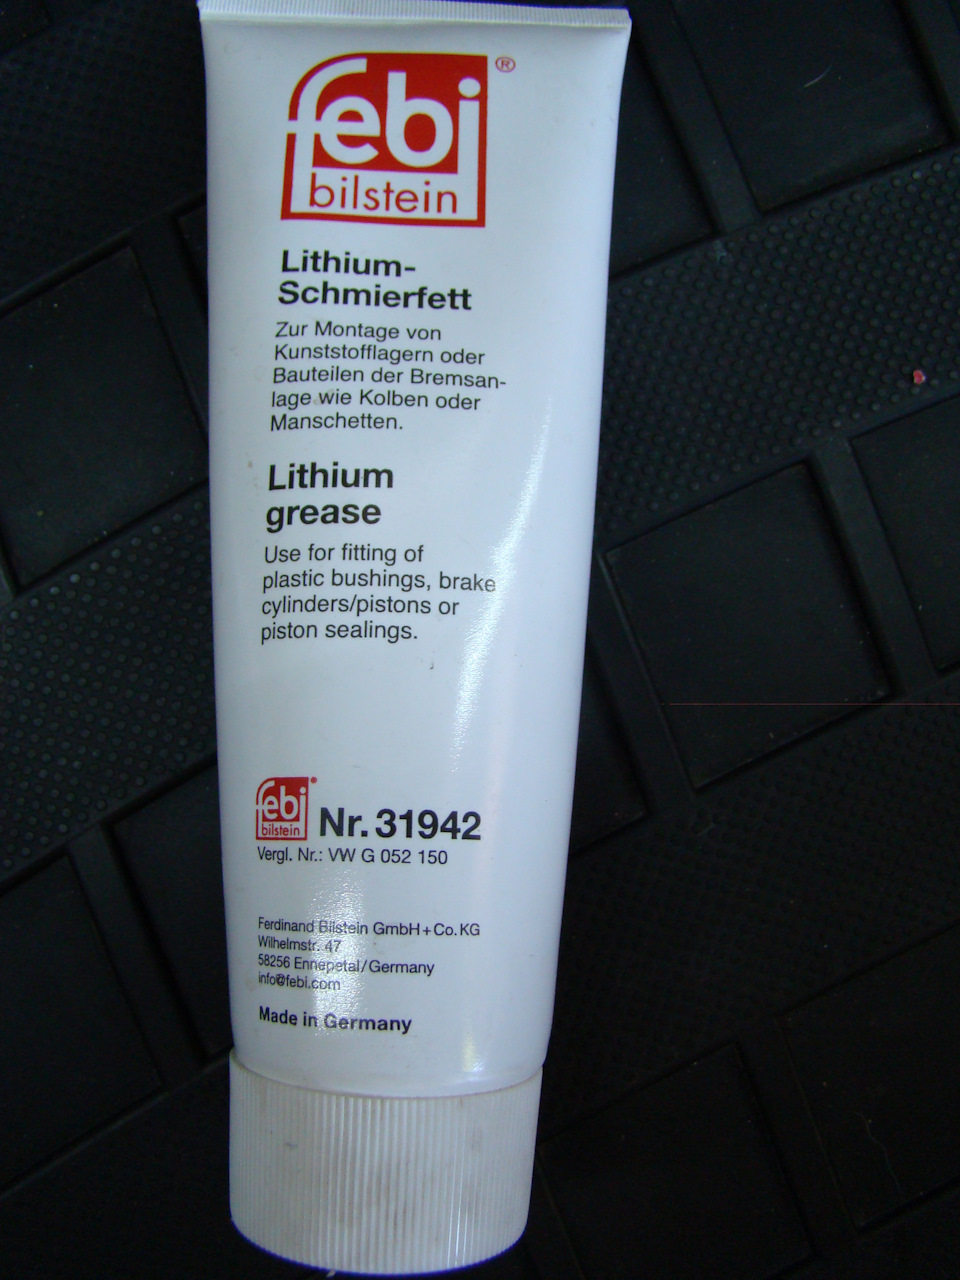 febi®
bilstein
Lithium-
Schmierfett
Zur Montage von
Kunststofflagern oder
Bauteilen der Bremsan-
lage wie Kolben oder
Manschetten.
Lithium
grease
Use for fitting of
plastic bushings, brake
cylinders/pistons or
piston sealings.
febi®
bilstein Nr. 31942
Vergl. Nr.: VW G 052 150
Ferdinand Bilstein GmbH+Co. KG
Wilhelmstr. 47
58256 Ennepetal/Germany
info@febi.com
Made in Germany